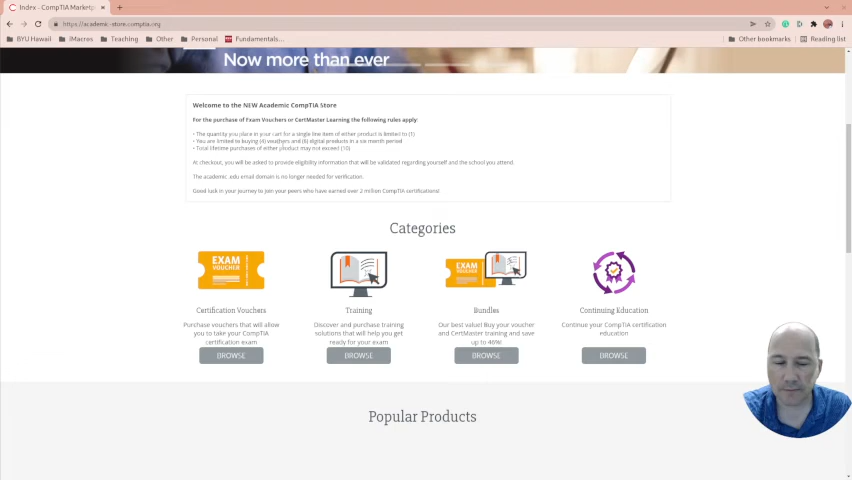 Index - CompTIA Marketp
https://academic-store.comptia.org
BYU Hawaii iMacros Teaching Other Personal Fundamentals... Other bookmarks Reading list
Now more than ever
Welcome to the NEW Academic CompTIA Store
For the purchase of Exam Vouchers or CertMaster Learning the following rules apply:
• The quantity you place in your cart for a single line item of either product is limited to (1)
• You are limited to buying (4) vouchers and (6) digital products in a six month period
• Total lifetime purchases of either product may not exceed (10)
At checkout, you will be asked to provide eligibility information that will be validated regarding yourself and the school you attend.
The academic .edu email domain is no longer needed for verification.
Good luck in your journey to join your peers who have earned over 2 million CompTIA certifications!
Categories
EXAM
VOUCHER
EXAM
VOUCHER
Certification Vouchers
Purchase vouchers that will allow
you to take your CompTIA
certification exam
BROWSE
Training
Discover and purchase training
solutions that will help you get
ready for your exam
BROWSE
Bundles
Our best value! Buy your voucher
and CertMaster training and save
up to 46%!
BROWSE
Continuing Education
Continue your CompTIA certification
education
BROWSE
Popular Products